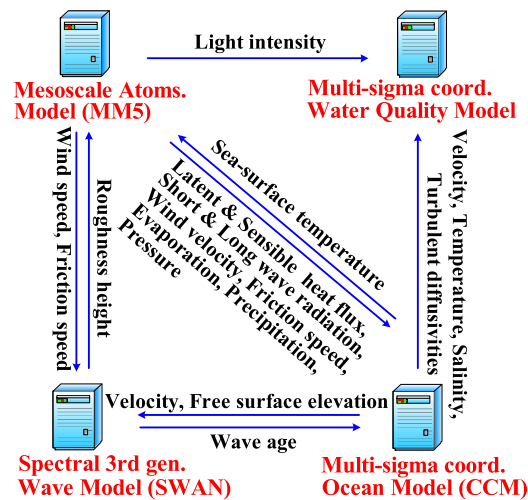 Light intensity
Mesoscale Atoms.
Model (MM5)
Multi-sigma coord.
Water Quality Model
Wind speed, Friction speed
Roughness height
Sea-surface temperature
Latent & Sensible heat flux,
Short & Long wave radiation,
Wind velocity, Friction speed,
Evaporation, Precipitation,
Pressure
Velocity, Temperature, Salinity,
Turbulent diffusivities
Velocity, Free surface elevation
Wave age
Spectral 3rd gen.
Wave Model (SWAN)
Multi-sigma coord.
Ocean Model (CCM)